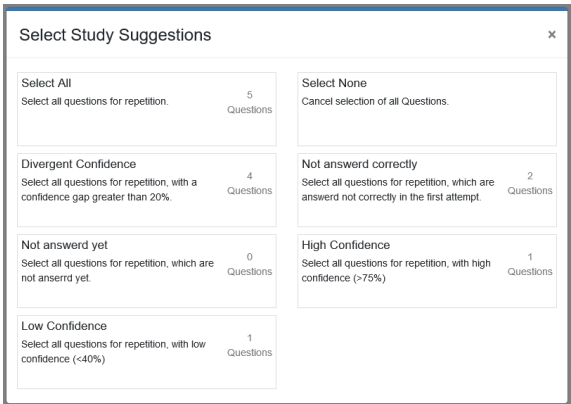 Select Study Suggestions
×
Select All
Select all questions for repetition.
5
Questions
Select None
Cancel selection of all Questions.
Divergent Confidence
Select all questions for repetition, with a
confidence gap greater than 20%.
4
Questions
Not answerd correctly
Select all questions for repetition, which are
answerd not correctly in the first attempt.
2
Questions
Not answerd yet
Select all questions for repetition, which are
not anserrd yet.
0
Questions
High Confidence
Select all questions for repetition, with high
confidence (>75%)
1
Questions
Low Confidence
Select all questions for repetition, with low
confidence (<40%)
1
Questions